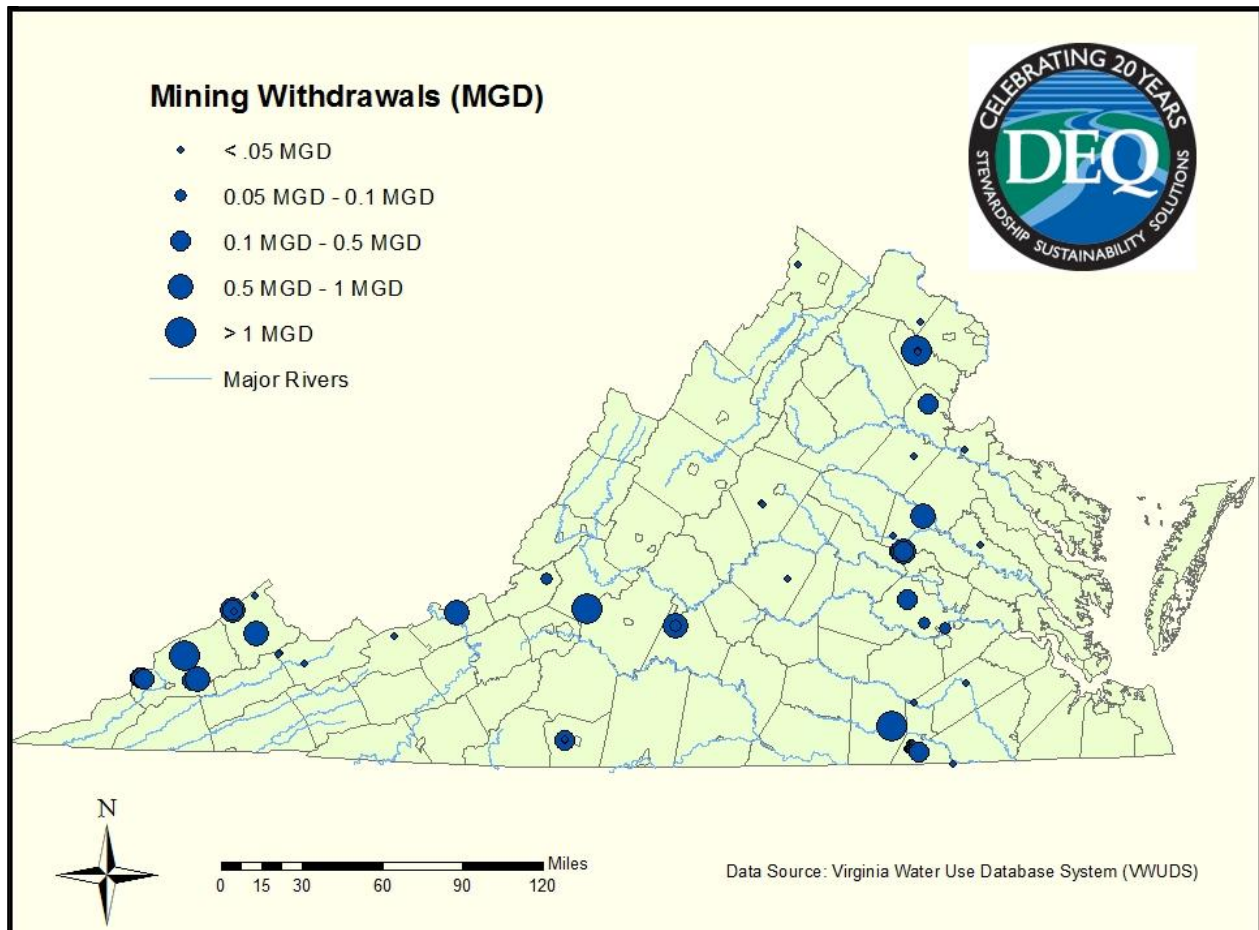 Mining Withdrawals (MGD)
< .05 MGD
0.05 MGD - 0.1 MGD
0.1 MGD - 0.5 MGD
0.5 MGD - 1 MGD
> 1 MGD
Major Rivers
CELEBRATING 20 YEARS
DEQ
STEWARDSHIP SUSTAINABILITY SOLUTIONS
N
Miles
0 15 30 60 90 120
Data Source: Virginia Water Use Database System (VWUDS)